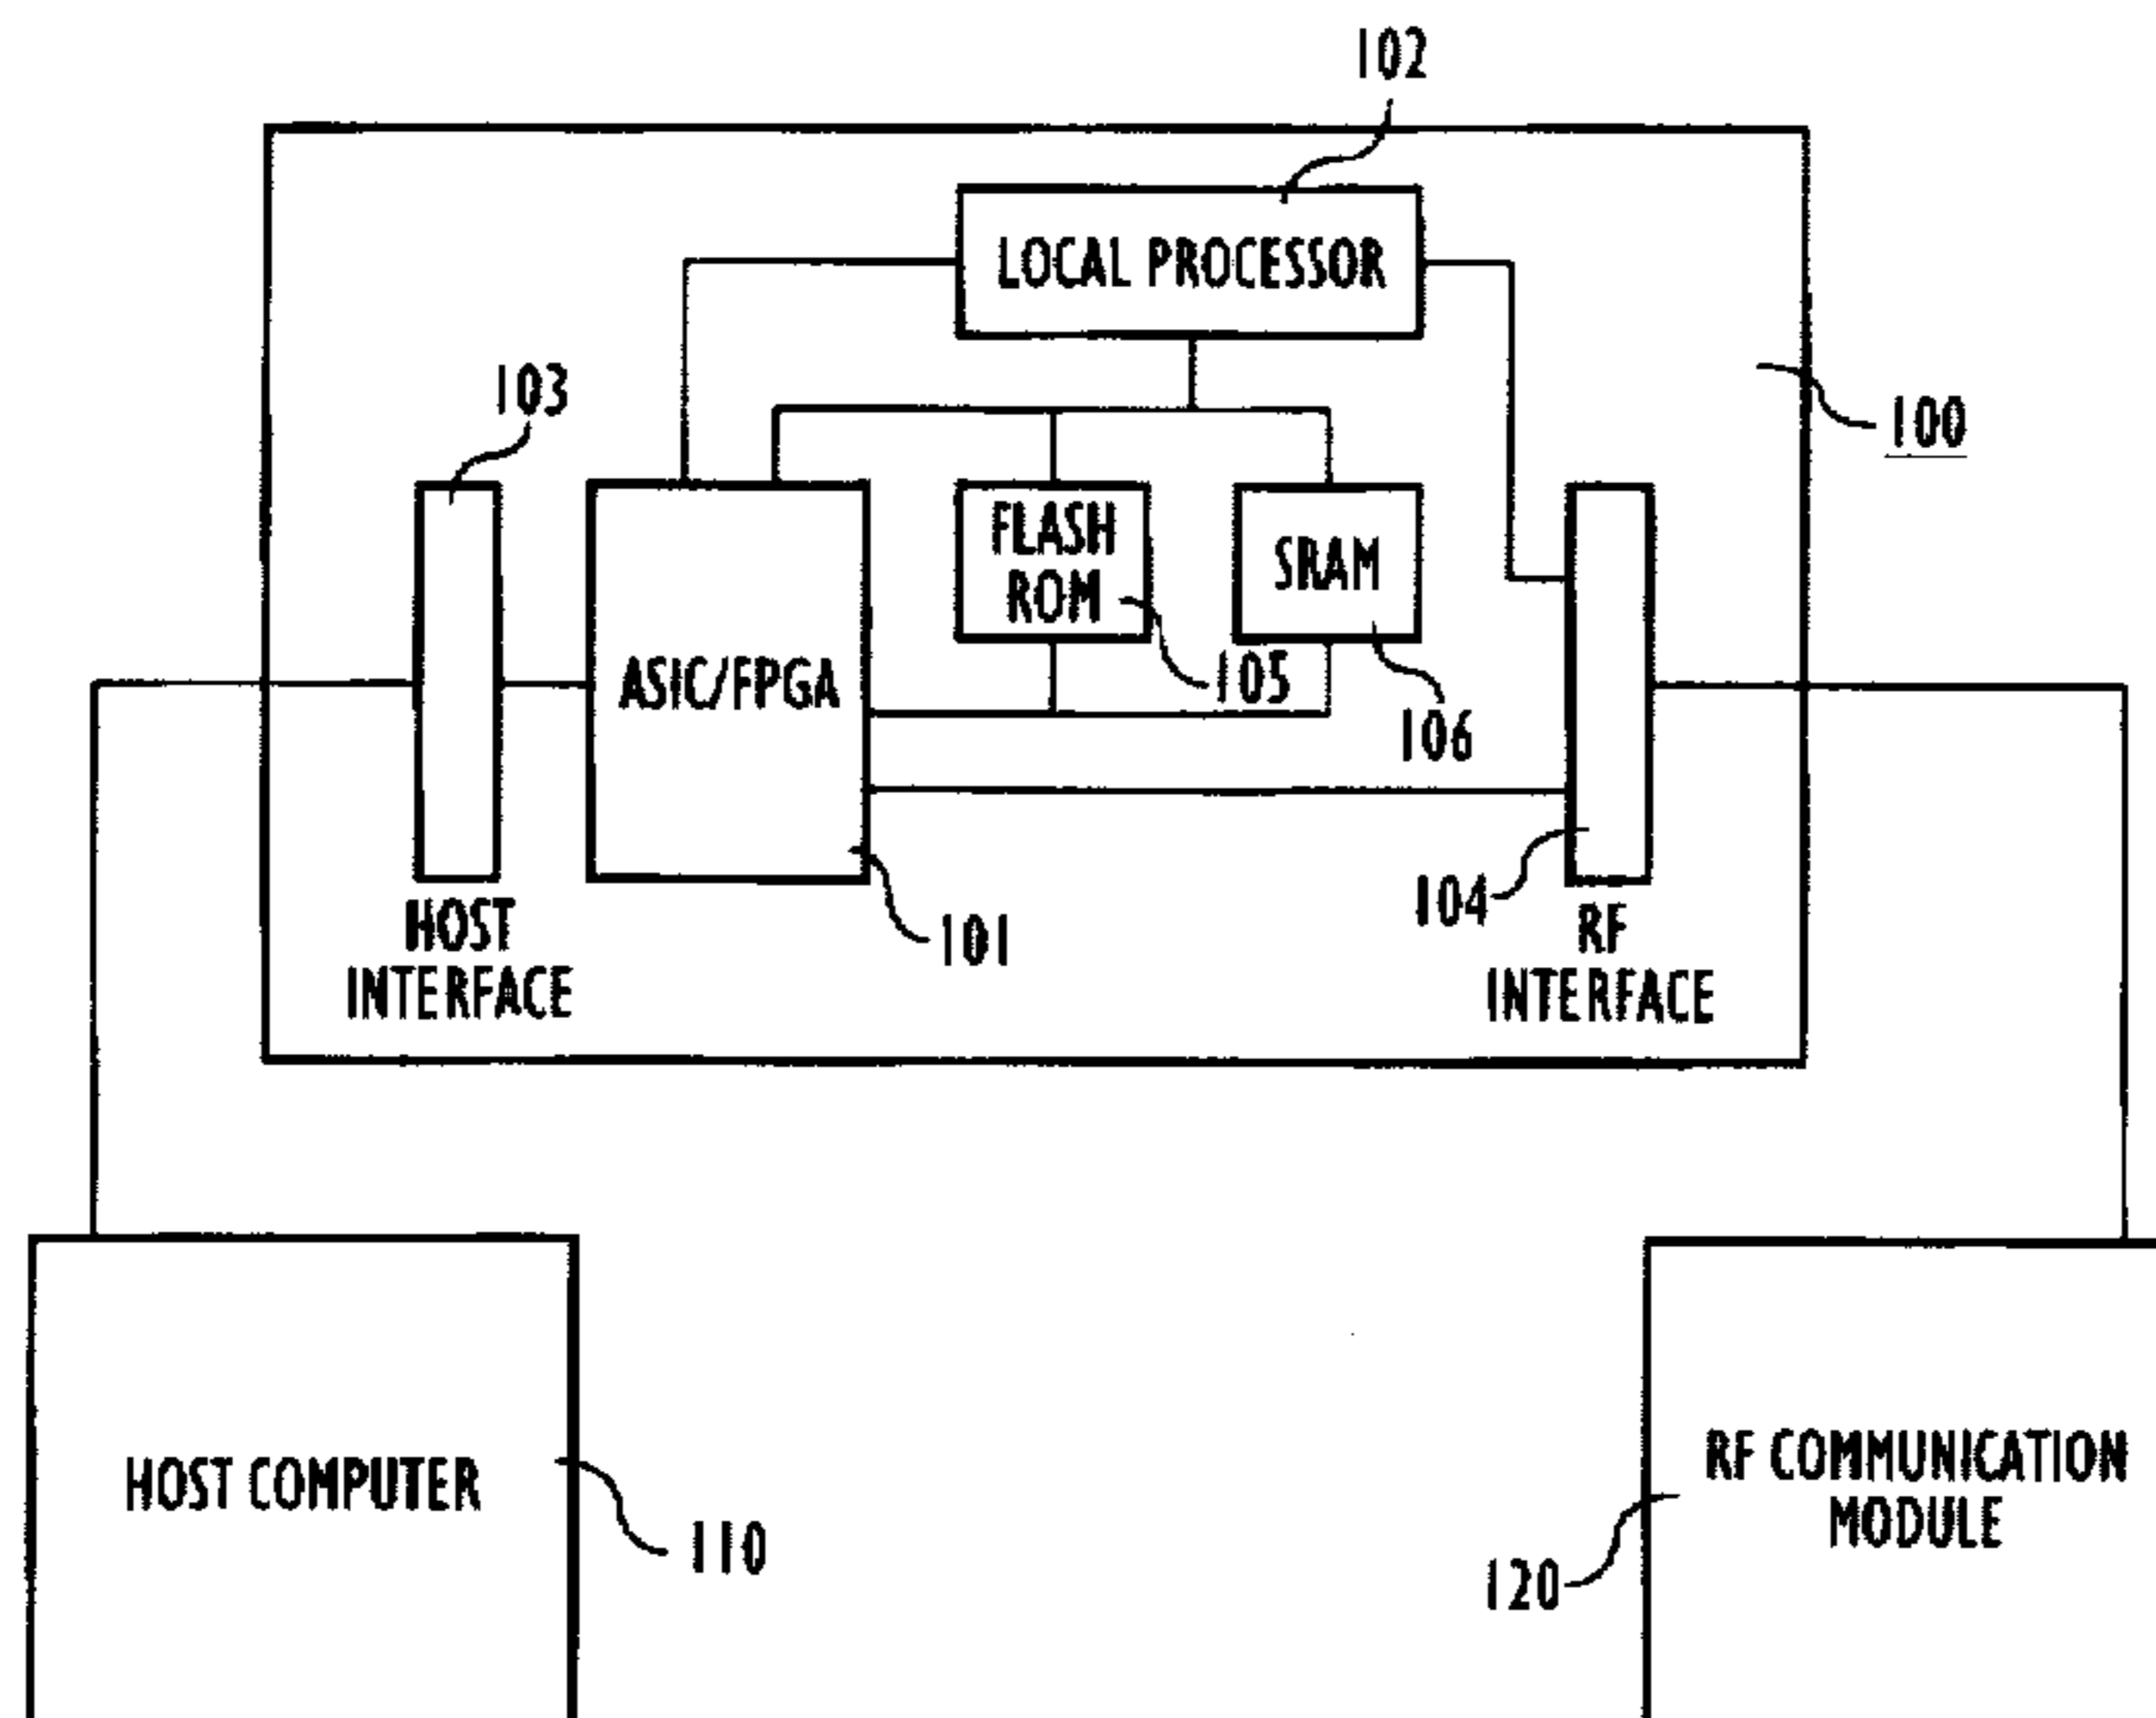 102
LOCAL PROCESSOR
103
100
FLASH
ROM
SRAM
ASIC/FPGA
105
106
104
101
HOST
INTERFACE
RF
INTERFACE
HOST COMPUTER
110
RF COMMUNICATION
MODULE
120